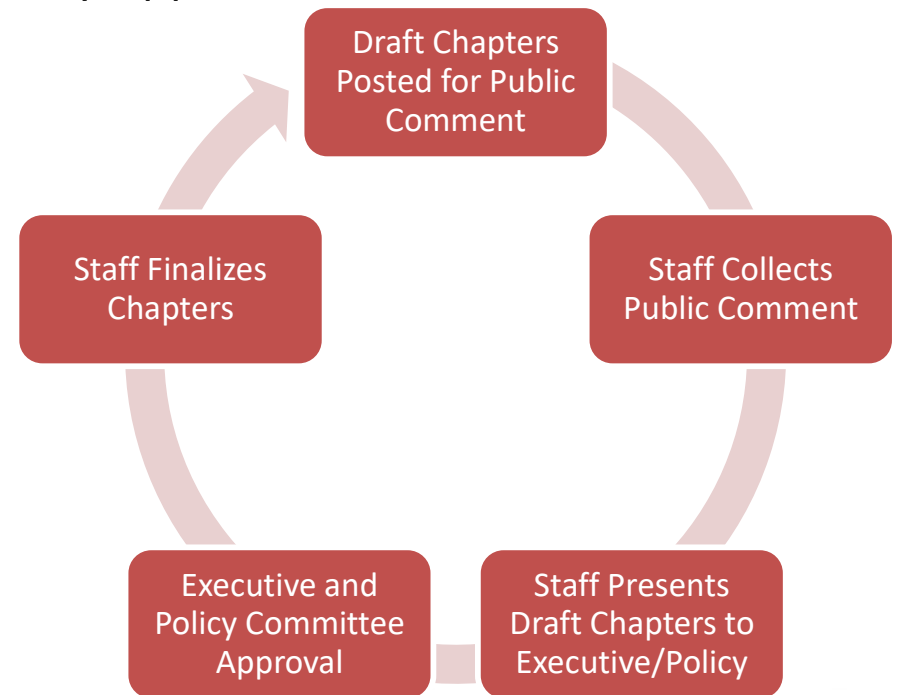 Draft Chapters
Posted for Public
Comment
Staff Collects
Public Comment
Staff Presents
Draft Chapters to
Executive/Policy
Executive and
Policy Committee
Approval
Staff Finalizes
Chapters